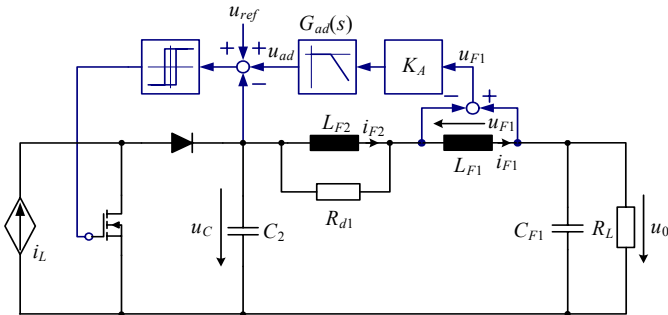 u_ref
G_ad(s)
+
+
u_ad
K_A
u_F1
−
−
+
L_F2
i_F2
u_F1
L_F1
i_F1
R_d1
i_L
u_C
C_2
C_F1
R_L
u_0